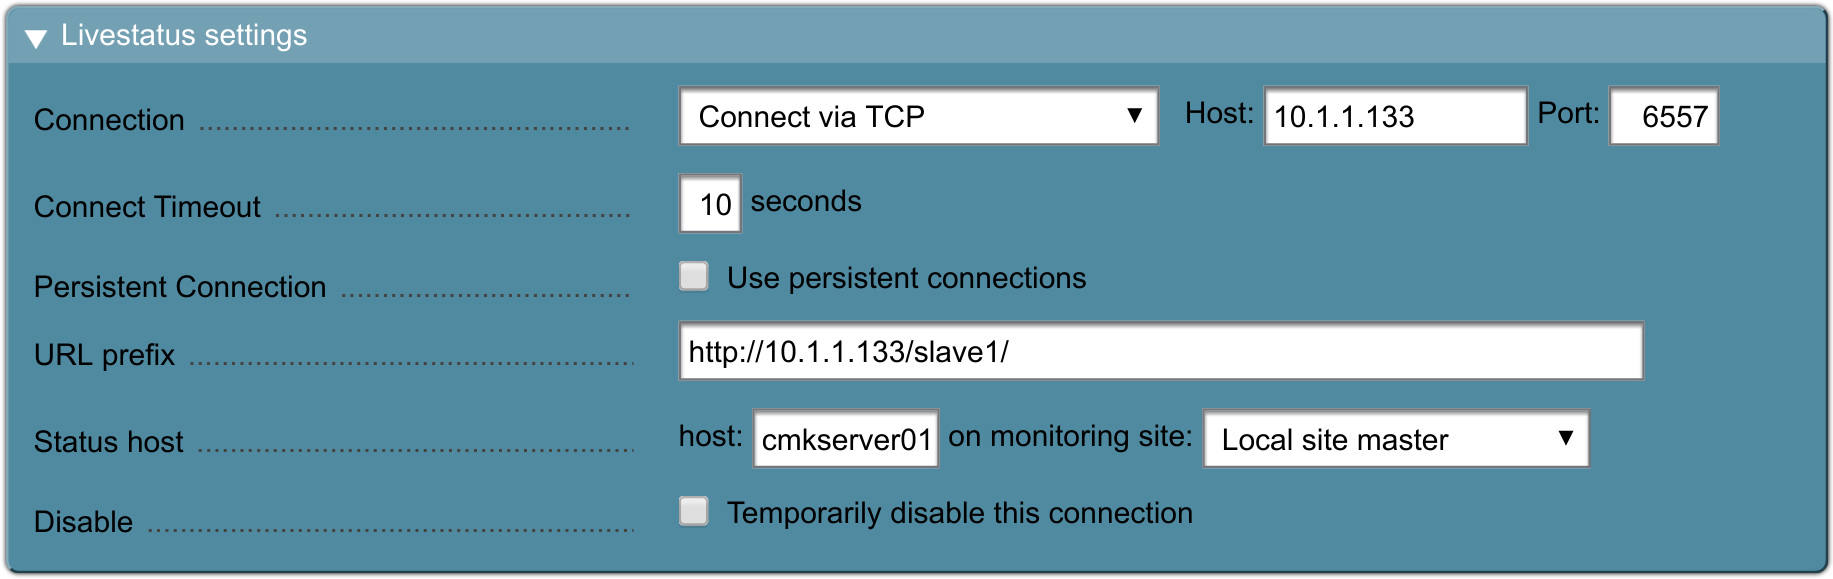 Livestatus settings
Connection Connect via TCP Host: 10.1.1.133 Port: 6557
Connect Timeout 10 seconds
Persistent Connection Use persistent connections
URL prefix http://10.1.1.133/slave1/
Status host host: cmkserver01 on monitoring site: Local site master
Disable Temporarily disable this connection